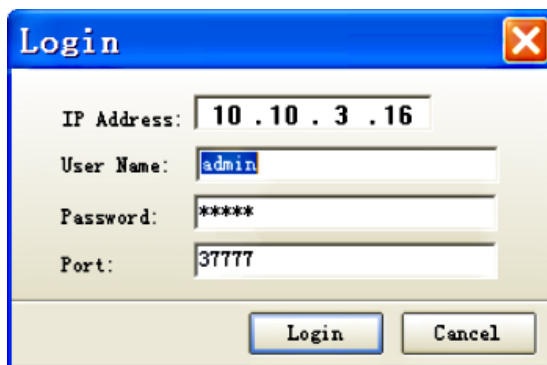 Login
IP Address: 10 .10 . 3 .16
User Name: admin
Password: *****
Port: 37777
Login Cancel